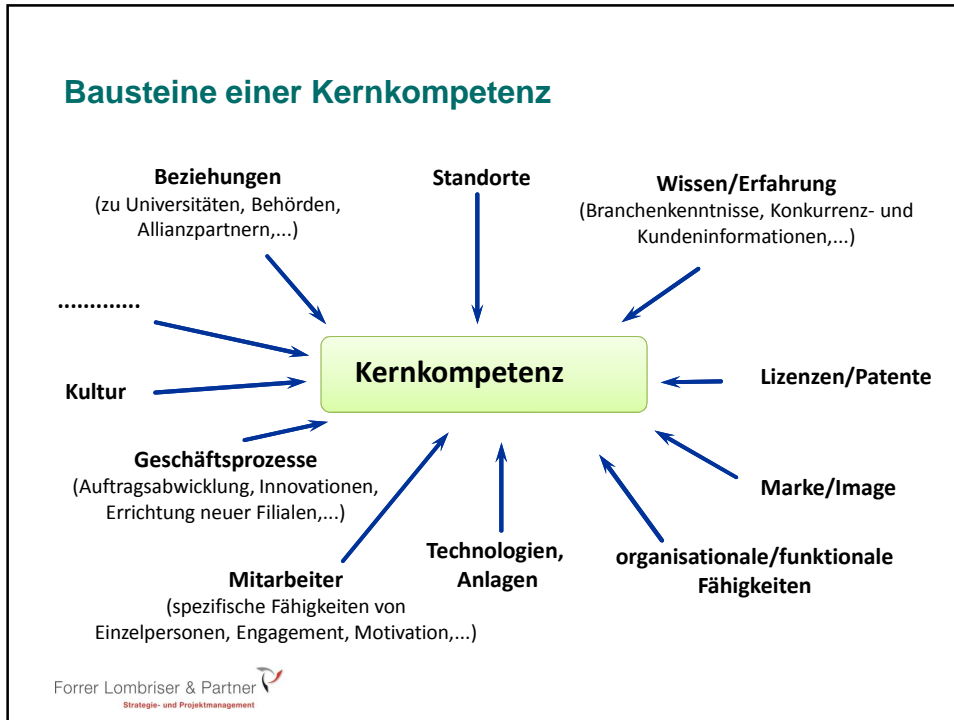 Bausteine einer Kernkompetenz
Beziehungen
(zu Universitäten, Behörden,
Allianzpartnern,...)
Standorte
Wissen/Erfahrung
(Branchenkenntnisse, Konkurrenz- und
Kundeninformationen,...)
.............
Kernkompetenz
Lizenzen/Patente
Kultur
Geschäftsprozesse
(Auftragsabwicklung, Innovationen,
Errichtung neuer Filialen,...)
Marke/Image
Mitarbeiter
(spezifische Fähigkeiten von
Einzelpersonen, Engagement, Motivation,...)
Technologien,
Anlagen
organisationale/funktionale
Fähigkeiten
Forrer Lombriser & Partner
Strategie- und Projektmanagement